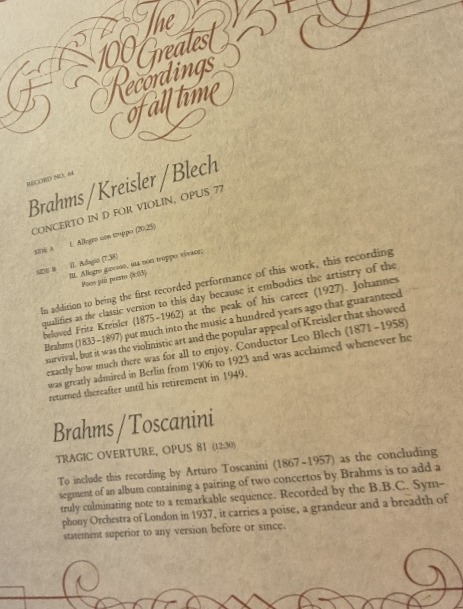 The
100 Greatest
Recordings
of all time
RECORD NO. 44
Brahms/Kreisler/Blech
CONCERTO IN D FOR VIOLIN, OPUS 77
SIDE A I. Allegro non troppo (20:25)
SIDE B II. Adagio (7:38)
III. Allegro giocoso, ma non troppo vivace;
Poco più presto (8:03)
In addition to being the first recorded performance of this work, this recording
qualifies as the classic version to this day because it embodies the artistry of the
beloved Fritz Kreisler (1875–1962) at the peak of his career (1927). Johannes
Brahms (1833–1897) put much into the music a hundred years ago that guaranteed
survival, but it was the violinistic art and the popular appeal of Kreisler that showed
exactly how much there was for all to enjoy. Conductor Leo Blech (1871–1958)
was greatly admired in Berlin from 1906 to 1923 and was acclaimed whenever he
returned thereafter until his retirement in 1949.
Brahms/Toscanini
TRAGIC OVERTURE, OPUS 81 (12:30)
To include this recording by Arturo Toscanini (1867–1957) as the concluding
segment of an album containing a pairing of two concertos by Brahms is to add a
truly culminating note to a remarkable sequence. Recorded by the B.B.C. Sym-
phony Orchestra of London in 1937, it carries a poise, a grandeur and a breadth of
statement superior to any version before or since.